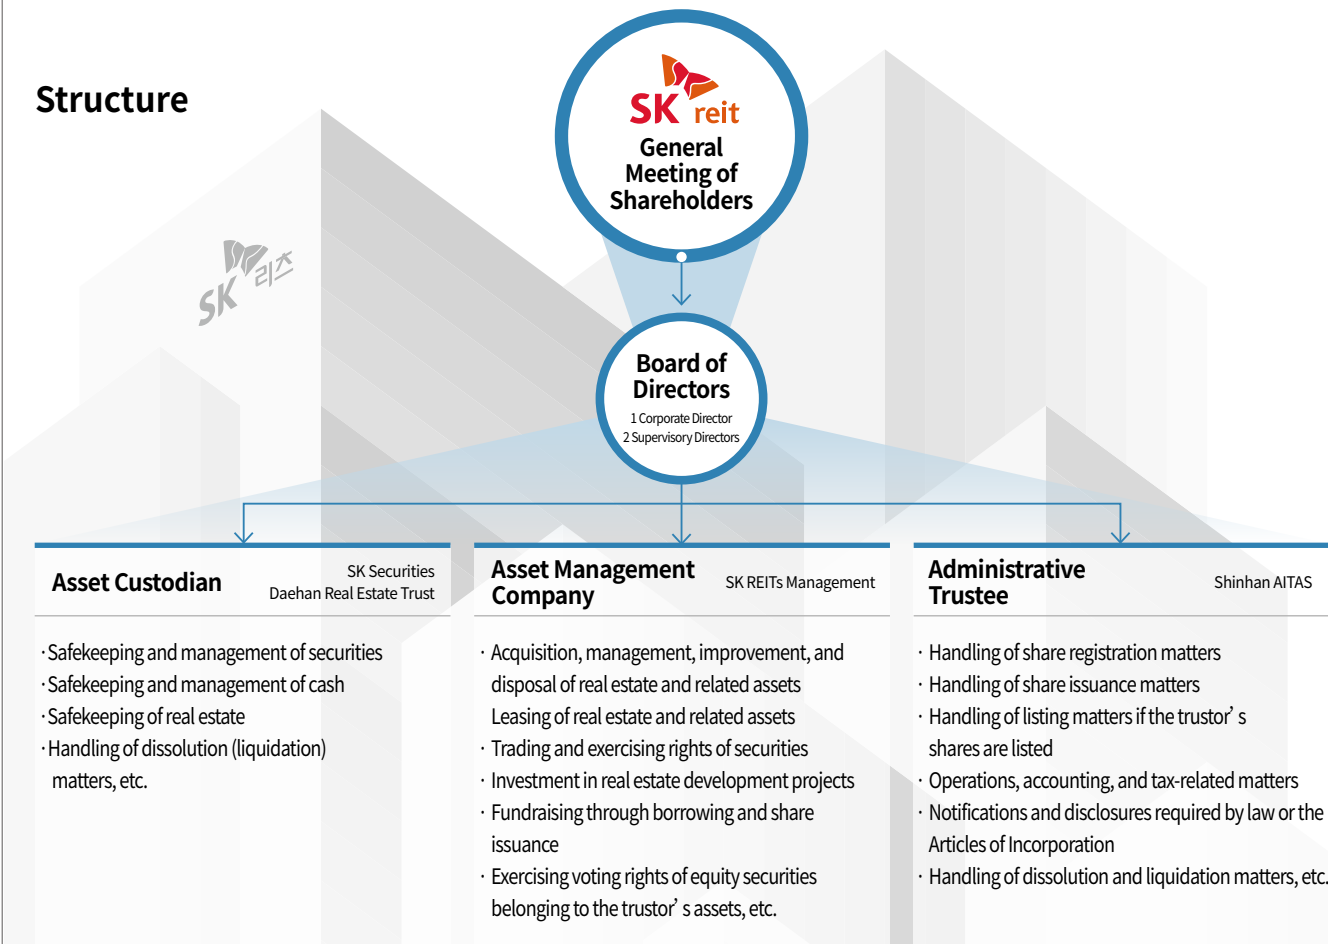 Structure
SK reit
General
Meeting of
Shareholders
SK 리츠
Board of
Directors
1 Corporate Director
2 Supervisory Directors
Asset Custodian
SK Securities
Daehan Real Estate Trust
· Safekeeping and management of securities
· Safekeeping and management of cash
· Safekeeping of real estate
· Handling of dissolution (liquidation)
matters, etc.
Asset Management
Company
SK REITs Management
· Acquisition, management, improvement, and
disposal of real estate and related assets
Leasing of real estate and related assets
· Trading and exercising rights of securities
· Investment in real estate development projects
· Fundraising through borrowing and share
issuance
· Exercising voting rights of equity securities
belonging to the trustor’ s assets, etc.
Administrative
Trustee
Shinhan AITAS
· Handling of share registration matters
· Handling of share issuance matters
· Handling of listing matters if the trustor’ s
shares are listed
· Operations, accounting, and tax-related matters
· Notifications and disclosures required by law or the
Articles of Incorporation
· Handling of dissolution and liquidation matters, etc.